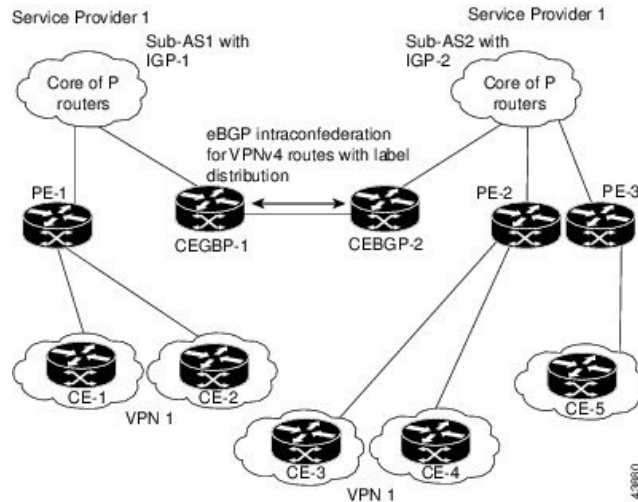 Service Provider 1
Service Provider 1
Sub-AS1 with
IGP-1
Sub-AS2 with
IGP-2
Core of P
routers
Core of P
routers
eBGP intraconfederation
for VPNv4 routes with label
distribution
PE-1
CEGBP-1
CEBGP-2
PE-2
PE-3
CE-1
CE-2
VPN 1
CE-3
CE-4
CE-5
VPN 1
43880